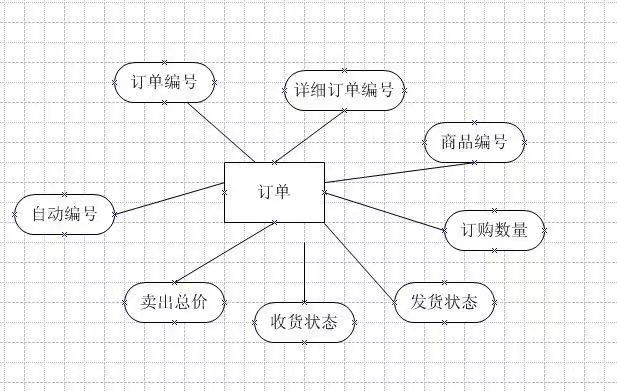 订单编号
详细订单编号
商品编号
订单
自动编号
订购数量
卖出总价
收货状态
发货状态